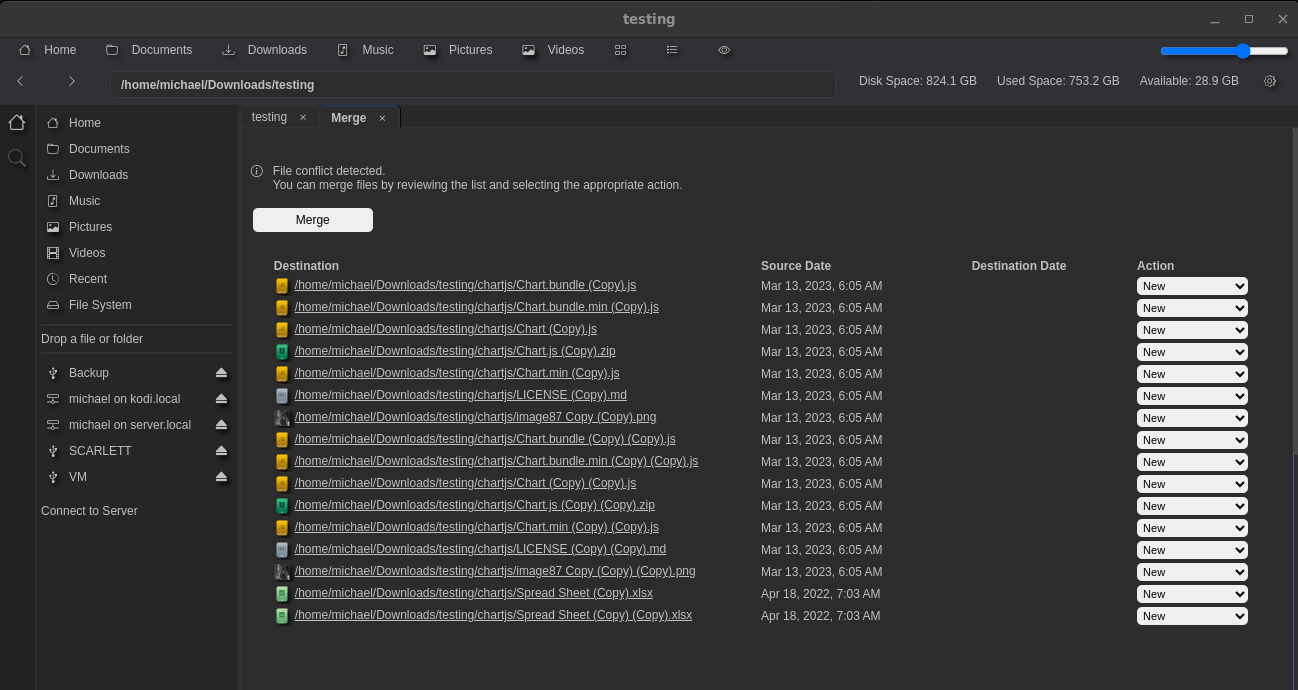 testing
Home Documents Downloads Music Pictures Videos
/home/michael/Downloads/testing Disk Space: 824.1 GB Used Space: 753.2 GB Available: 28.9 GB
Home
Documents
Downloads
Music
Pictures
Videos
Recent
File System
Drop a file or folder
Backup
michael on kodi.local
michael on server.local
SCARLETT
VM
Connect to Server
testing × Merge ×
File conflict detected.
You can merge files by reviewing the list and selecting the appropriate action.
Merge
Destination Source Date Destination Date Action
/home/michael/Downloads/testing/chartjs/Chart.bundle (Copy).js Mar 13, 2023, 6:05 AM New
/home/michael/Downloads/testing/chartjs/Chart.bundle.min (Copy).js Mar 13, 2023, 6:05 AM New
/home/michael/Downloads/testing/chartjs/Chart (Copy).js Mar 13, 2023, 6:05 AM New
/home/michael/Downloads/testing/chartjs/Chart.js (Copy).zip Mar 13, 2023, 6:05 AM New
/home/michael/Downloads/testing/chartjs/Chart.min (Copy).js Mar 13, 2023, 6:05 AM New
/home/michael/Downloads/testing/chartjs/LICENSE (Copy).md Mar 13, 2023, 6:05 AM New
/home/michael/Downloads/testing/chartjs/image87 Copy (Copy).png Mar 13, 2023, 6:05 AM New
/home/michael/Downloads/testing/chartjs/Chart.bundle (Copy) (Copy).js Mar 13, 2023, 6:05 AM New
/home/michael/Downloads/testing/chartjs/Chart.bundle.min (Copy) (Copy).js Mar 13, 2023, 6:05 AM New
/home/michael/Downloads/testing/chartjs/Chart (Copy) (Copy).js Mar 13, 2023, 6:05 AM New
/home/michael/Downloads/testing/chartjs/Chart.js (Copy) (Copy).zip Mar 13, 2023, 6:05 AM New
/home/michael/Downloads/testing/chartjs/Chart.min (Copy) (Copy).js Mar 13, 2023, 6:05 AM New
/home/michael/Downloads/testing/chartjs/LICENSE (Copy) (Copy).md Mar 13, 2023, 6:05 AM New
/home/michael/Downloads/testing/chartjs/image87 Copy (Copy) (Copy).png Mar 13, 2023, 6:05 AM New
/home/michael/Downloads/testing/chartjs/Spread Sheet (Copy).xlsx Apr 18, 2022, 7:03 AM New
/home/michael/Downloads/testing/chartjs/Spread Sheet (Copy) (Copy).xlsx Apr 18, 2022, 7:03 AM New